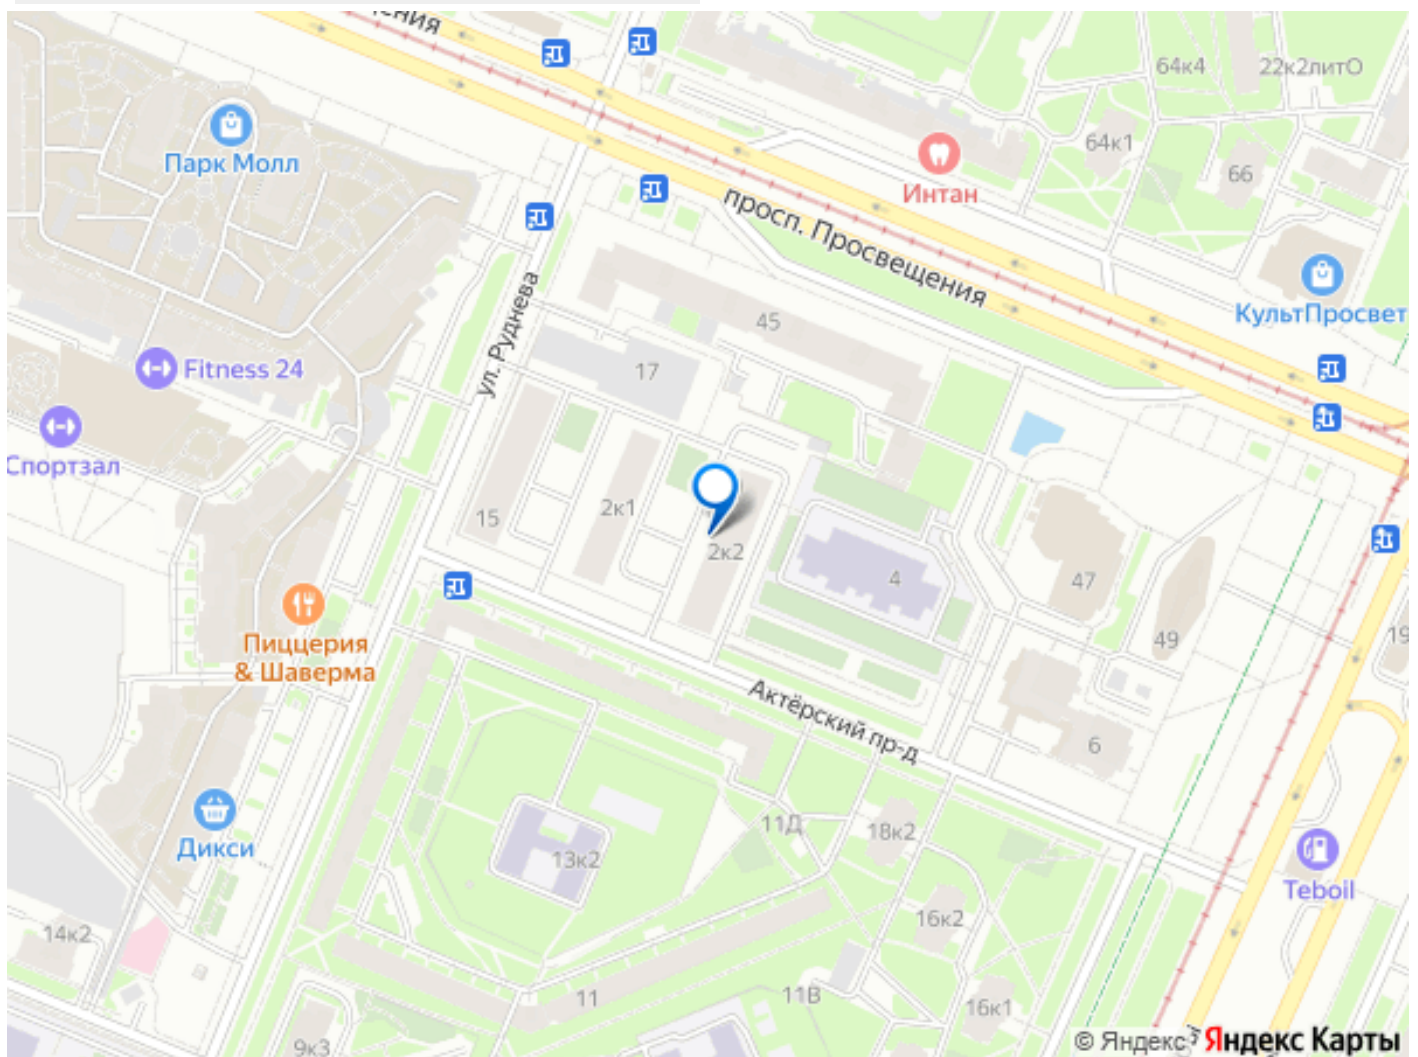 64к4
22к2литО
Парк Молл
64к1
Интан
66
просп. Просвещения
КультПросвет
ул. Руднева
45
17
Fitness 24
Спортзал
2к1
15
2к2
4
47
49
19
Пиццерия
& Шаверма
Актёрский пр-д
6
11Д
18к2
13к2
Дикси
Teboil
16к2
14к2
11
11В
16к1
9к3
© Яндекс Яндекс Карты